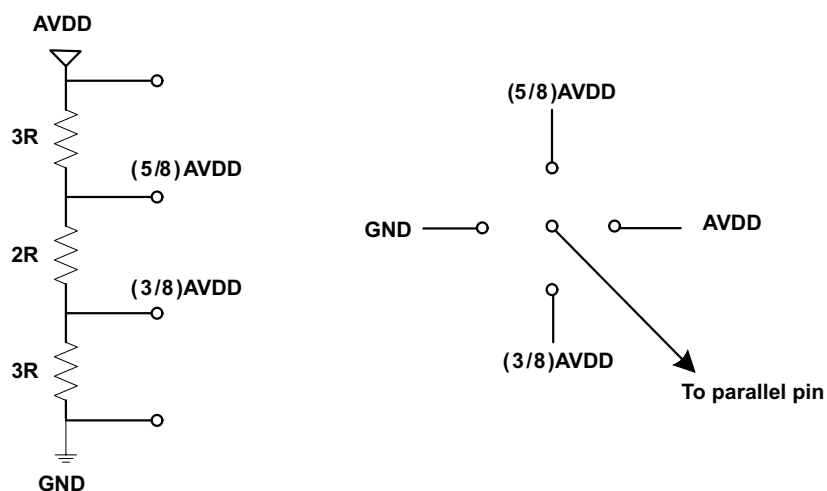 AVDD
3R
(5/8)AVDD
2R
(3/8)AVDD
3R
GND
(5/8)AVDD
GND
AVDD
(3/8)AVDD
To parallel pin